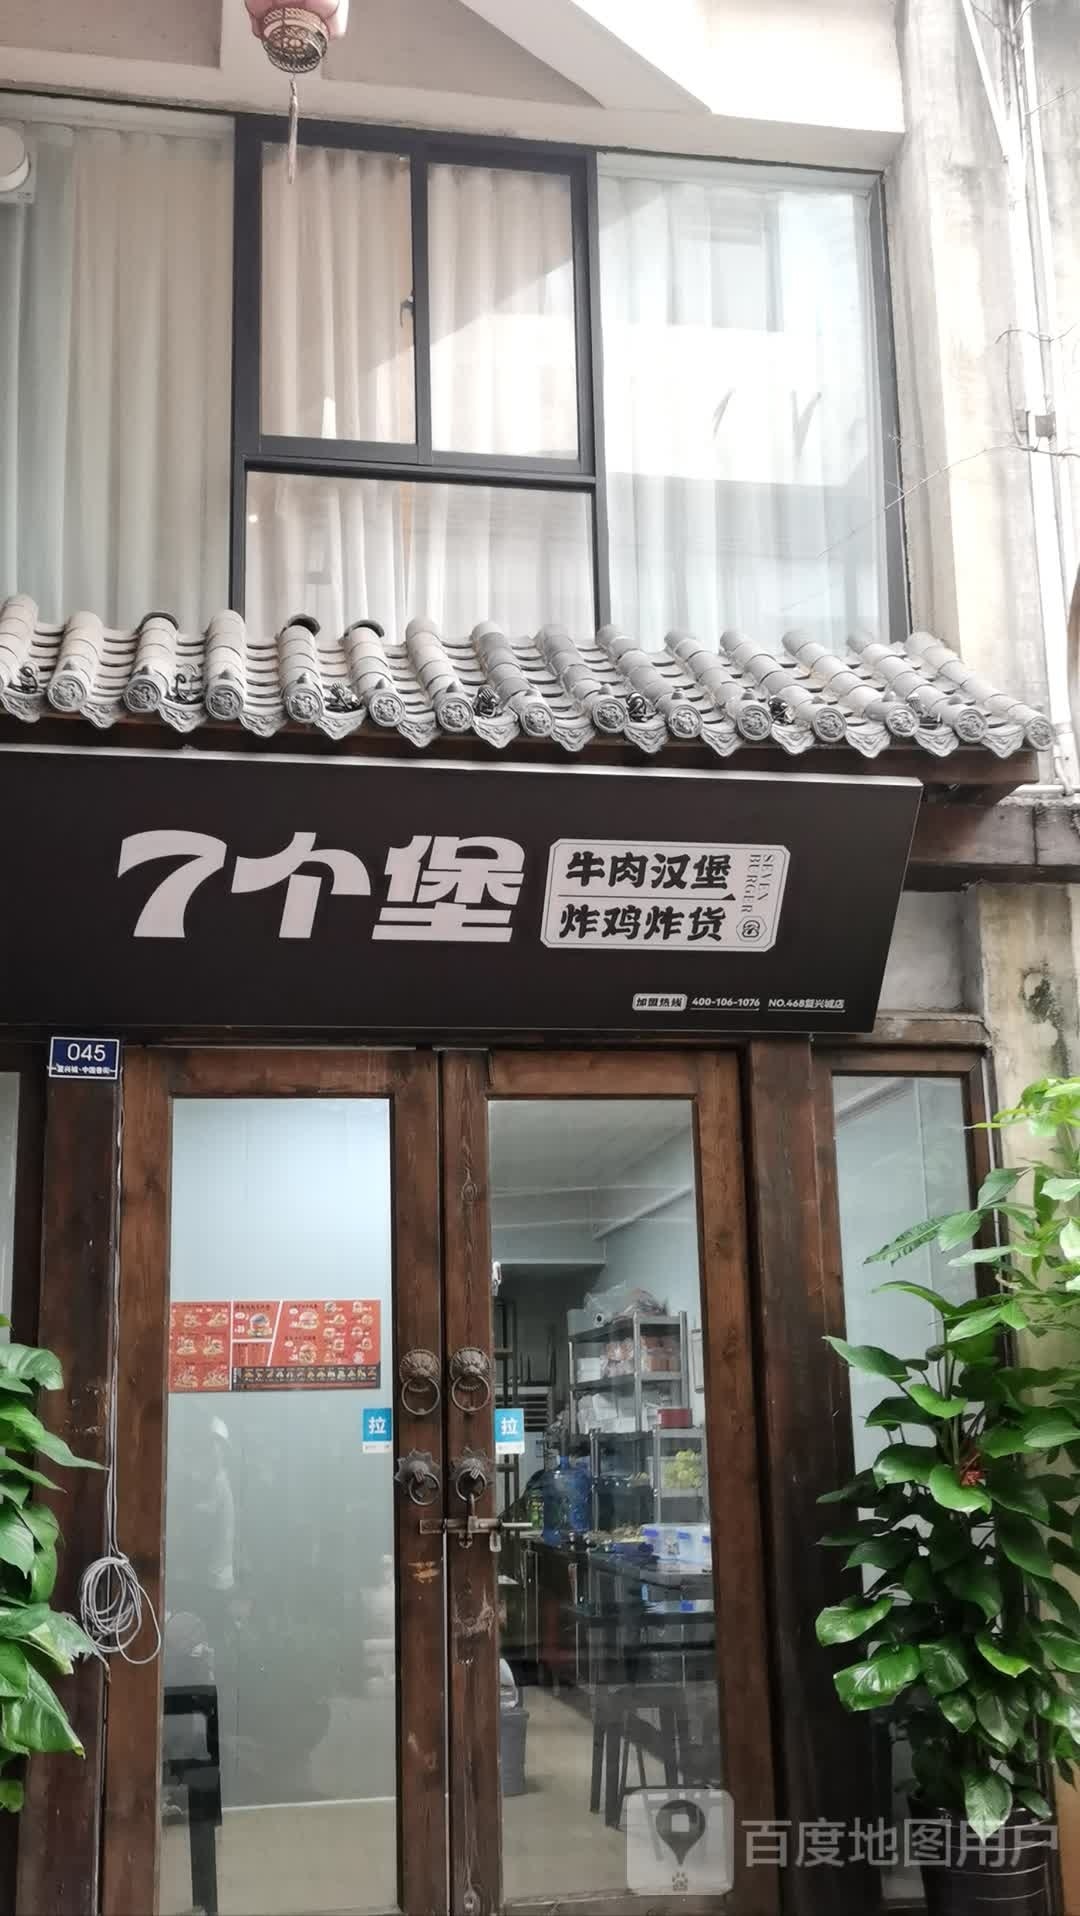 7个堡
牛肉汉堡
炸鸡炸货
SEVEN
BURGER
加盟热线 400-106-1076 NO.468复兴城店
045
拉
拉
百度地图用户